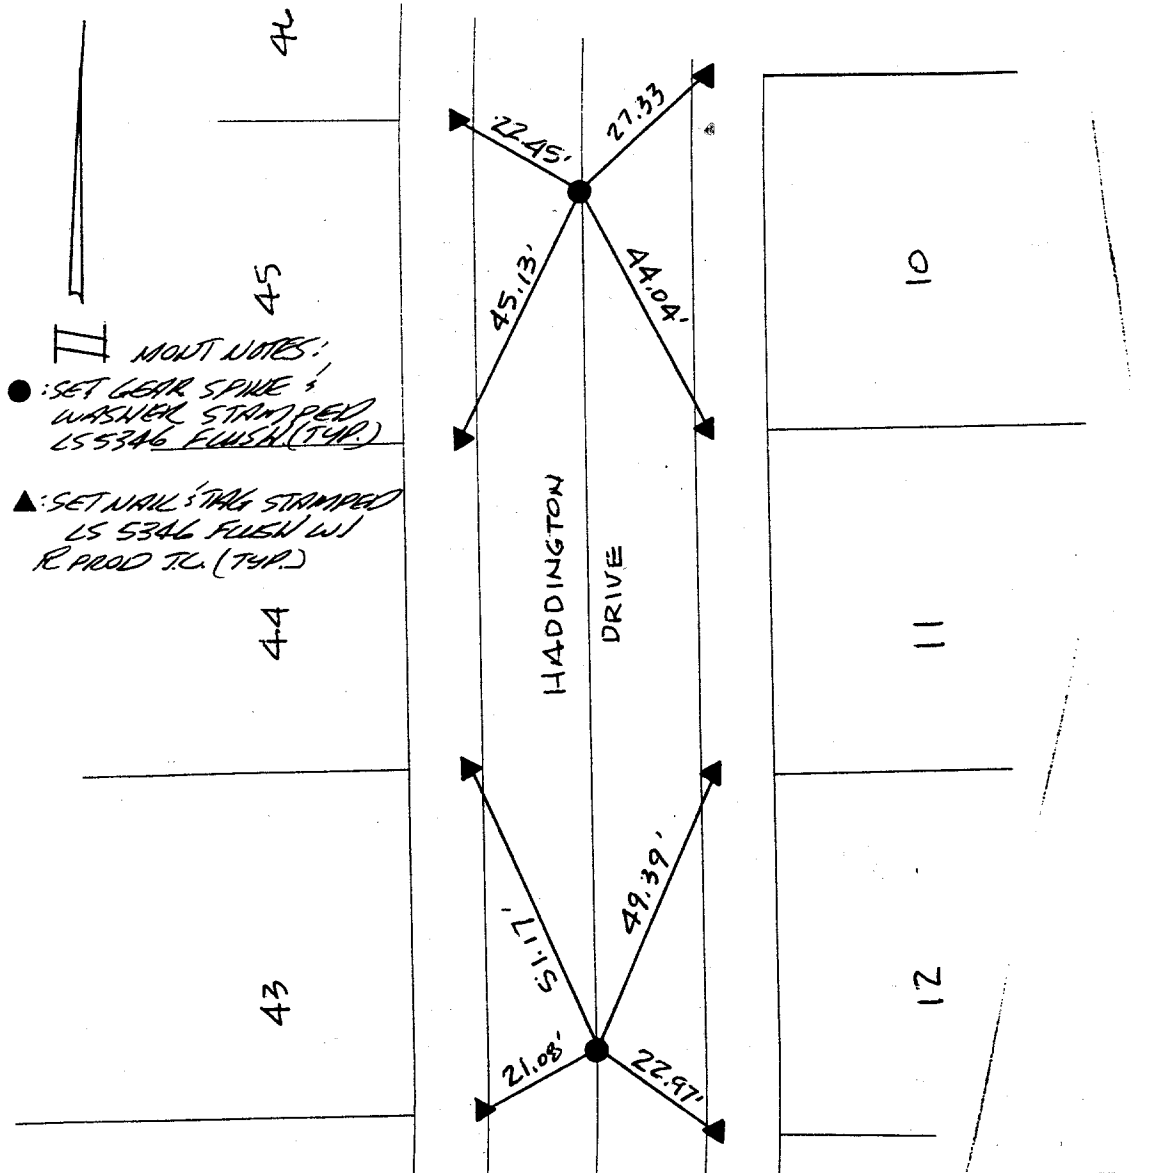 46
22.45'
27.33
45
45.13'
44.04'
10
MONT NOTES:
●: SET GEAR SPIKE &
WASHER STAMPED
LS 5346 FLUSH (TYP.)
▲: SET NAIL & TAG STAMPED
LS 5346 FLUSH W/
PROD T.C. (TYP.)
HADDINGTON
DRIVE
44
11
51.17'
49.39'
43
12
21.08'
22.97'